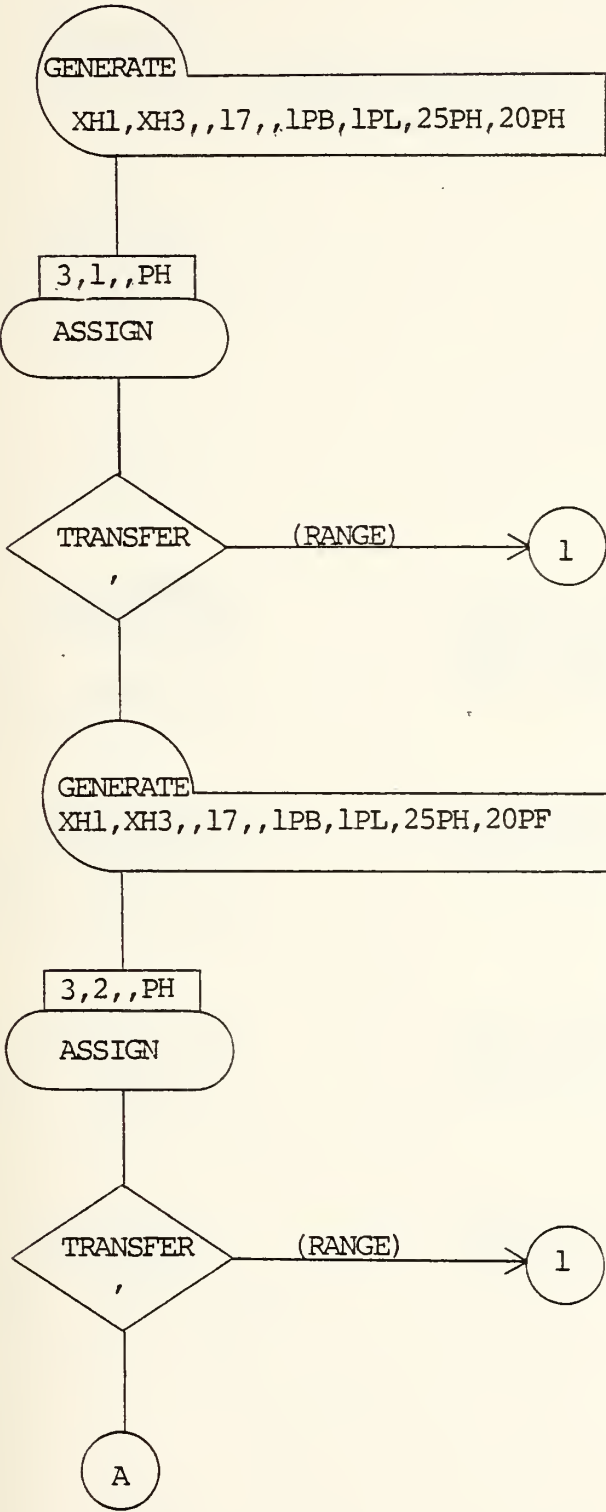 GENERATE
XH1,XH3,,17,,1PB,1PL,25PH,20PH
3,1,,PH
ASSIGN
TRANSFER
,
(RANGE)
1
GENERATE
XH1,XH3,,17,,1PB,1PL,25PH,20PF
3,2,,PH
ASSIGN
TRANSFER
,
(RANGE)
1
A